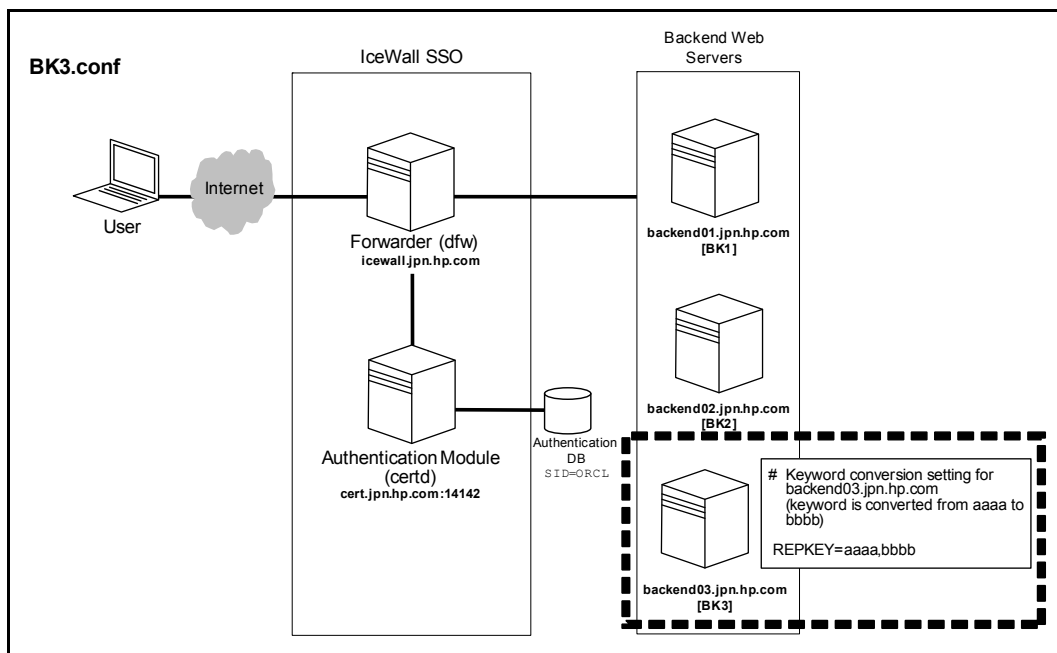 BK3.conf
IceWall SSO
Backend Web
Servers
Internet
User
Forwarder (dfw)
icewall.jpn.hp.com
backend01.jpn.hp.com
[BK1]
backend02.jpn.hp.com
[BK2]
Authentication Module
(certd)
cert.jpn.hp.com:14142
Authentication
DB
SID=ORCL
# Keyword conversion setting for
backend03.jpn.hp.com
(keyword is converted from aaaa to
bbbb)
REPKEY=aaaa,bbbb
backend03.jpn.hp.com
[BK3]